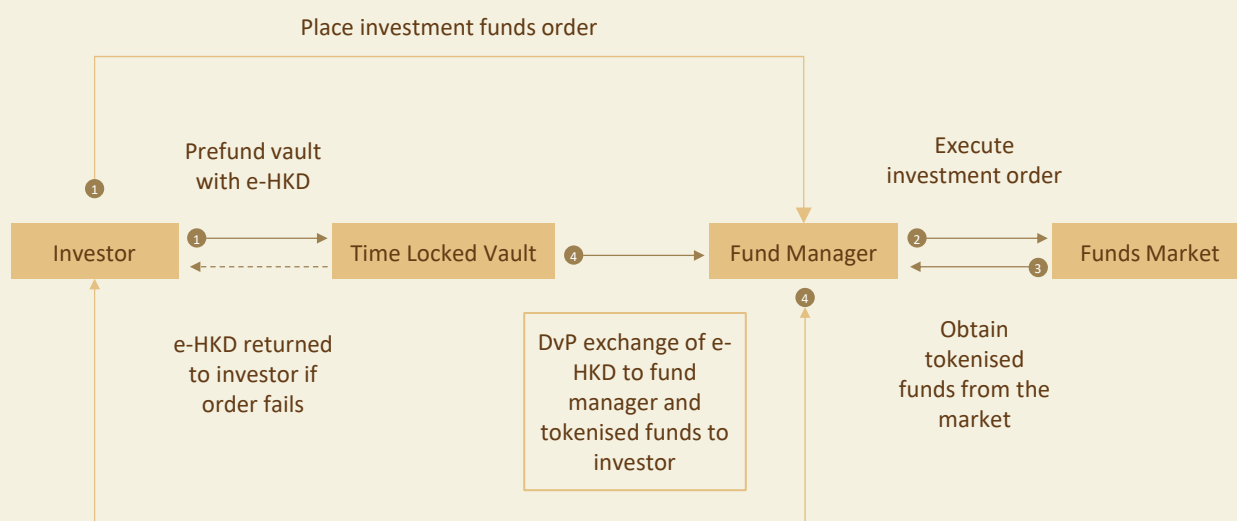 Place investment funds order
Prefund vault
with e-HKD
Execute
investment order
1
Investor
1
Time Locked Vault
4
Fund Manager
2
3
Funds Market
4
e-HKD returned
to investor if
order fails
DvP exchange of e-
HKD to fund
manager and
tokenised funds to
investor
Obtain
tokenised
funds from the
market